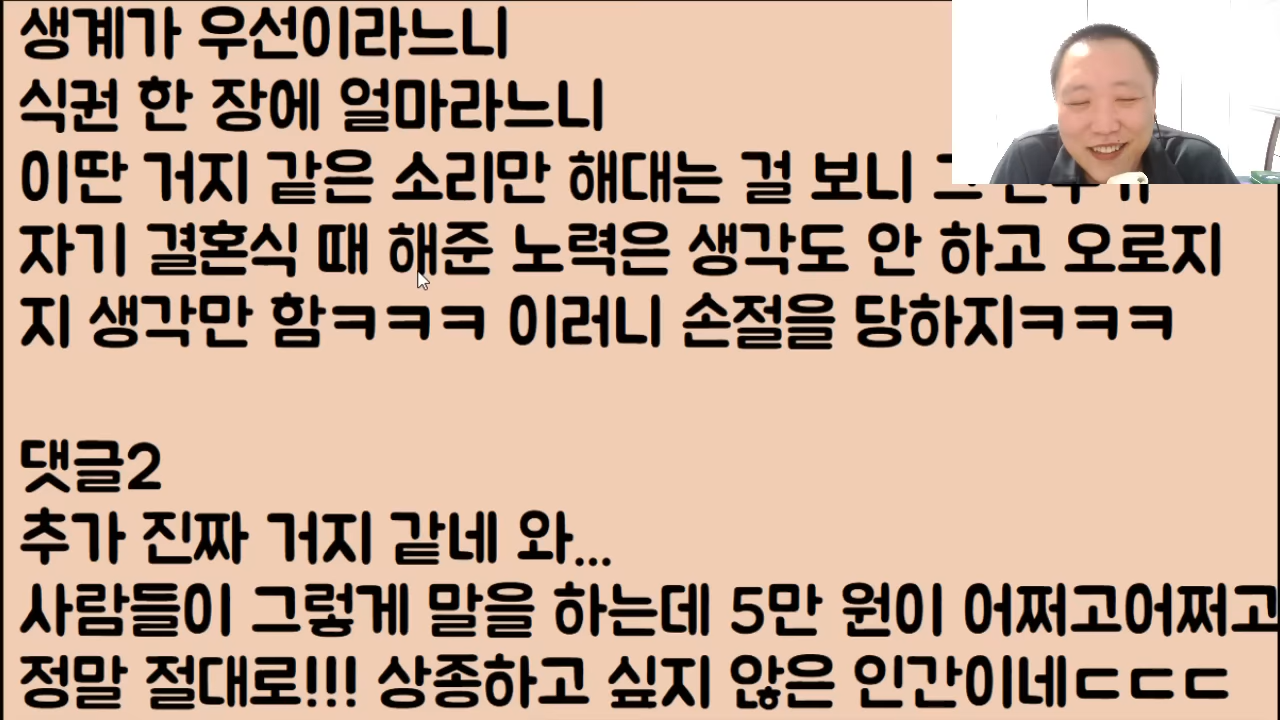 생계가 우선이라느니
식권 한 장에 얼마라느니
이딴 거지 같은 소리만 해대는 걸 보니
자기 결혼식 때 해준 노력은 생각도 안 하고 오로지
지 생각만 함ㅋㅋㅋ 이러니 손절을 당하지ㅋㅋㅋ
댓글2
추가 진짜 거지 같네 와...
사람들이 그렇게 말을 하는데 5만 원이 어쩌고어쩌고
정말 절대로!!! 상종하고 싶지 않은 인간이네ㄷㄷㄷ